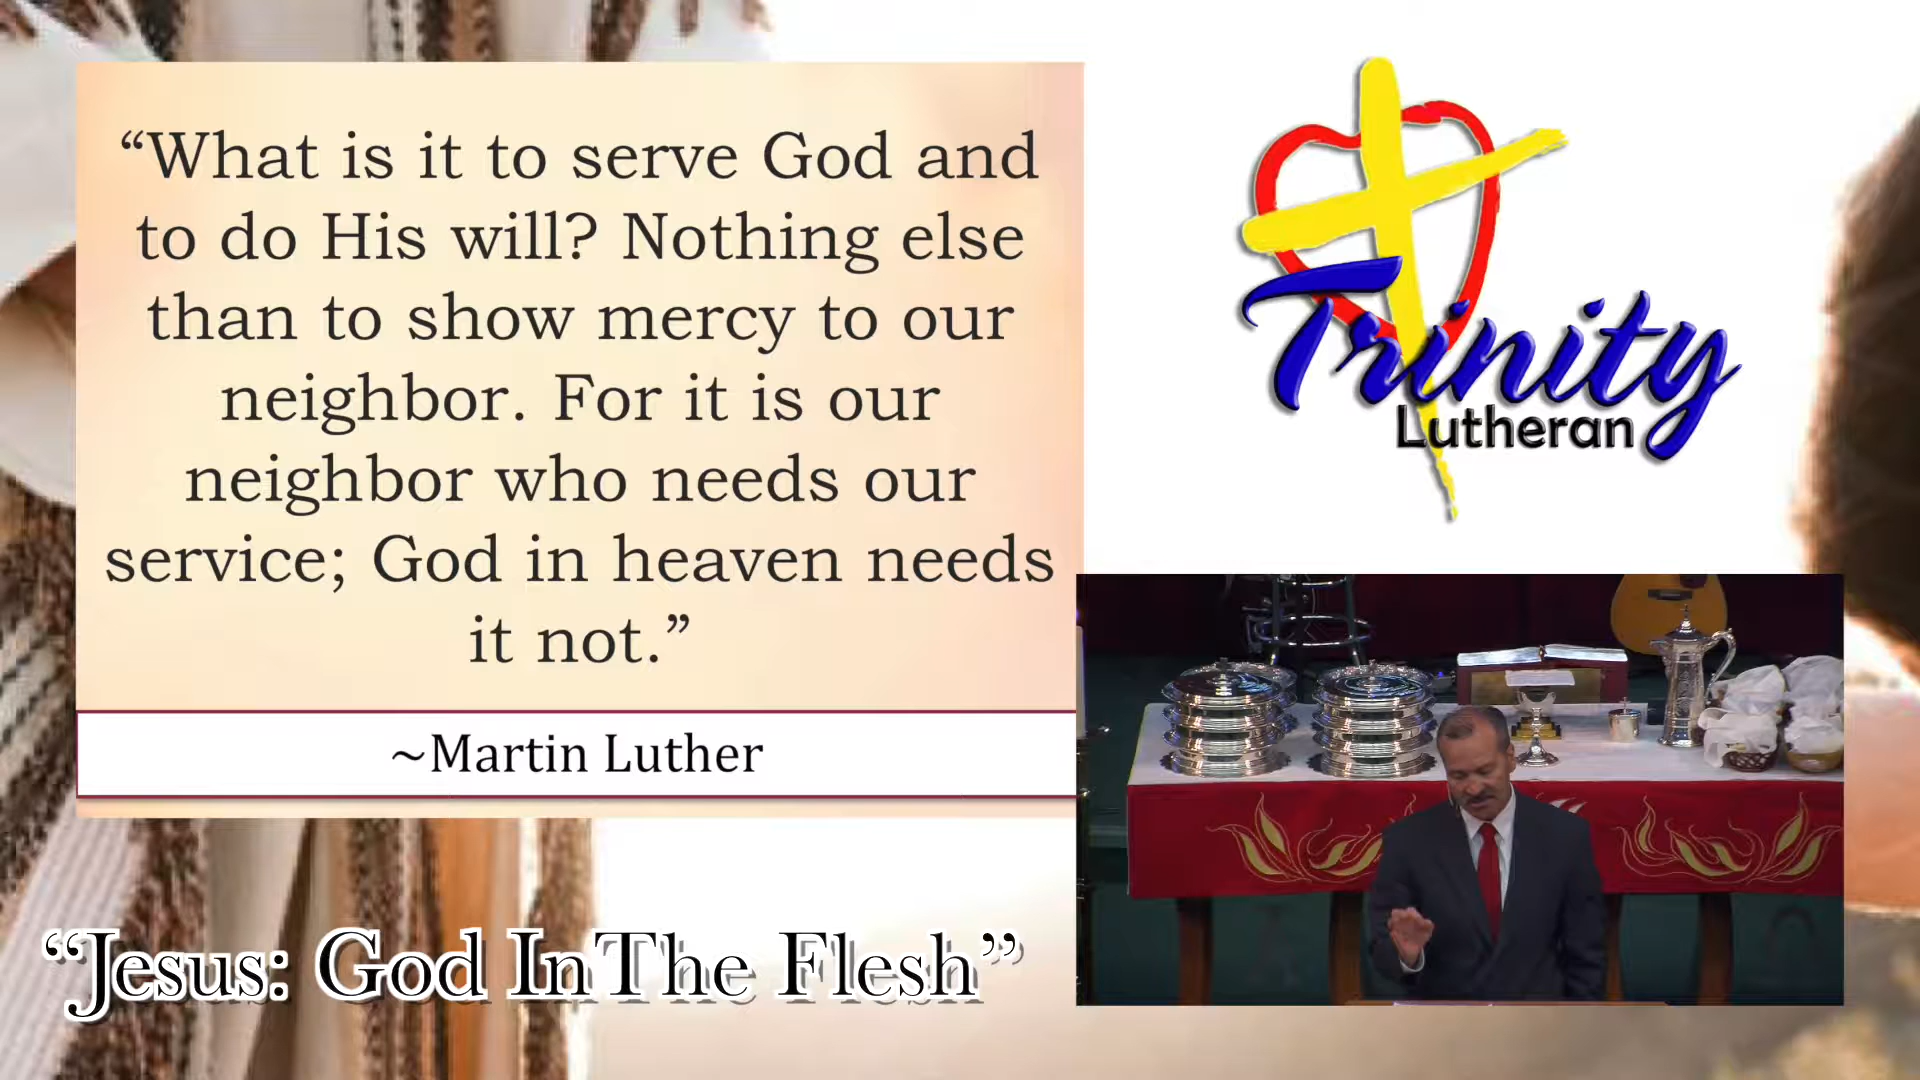 “What is it to serve God and
to do His will? Nothing else
than to show mercy to our
neighbor. For it is our
neighbor who needs our
service; God in heaven needs
it not.”
~Martin Luther
Trinity
Lutheran
“Jesus: God In The Flesh”